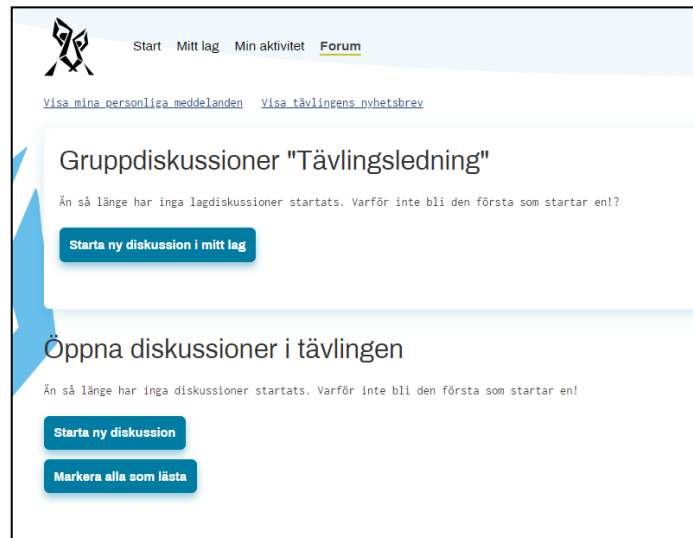 Start Mitt lag Min aktivitet Forum
Visa mina personliga meddelanden Visa tävlingens nyhetsbrev
Gruppdiskussioner "Tävlingsledning"
Än så länge har inga lagdiskussioner startats. Varför inte bli den första som startar en!?
Starta ny diskussion i mitt lag
Öppna diskussioner i tävlingen
Än så länge har inga diskussioner startats. Varför inte bli den första som startar en!
Starta ny diskussion
Markera alla som lästa